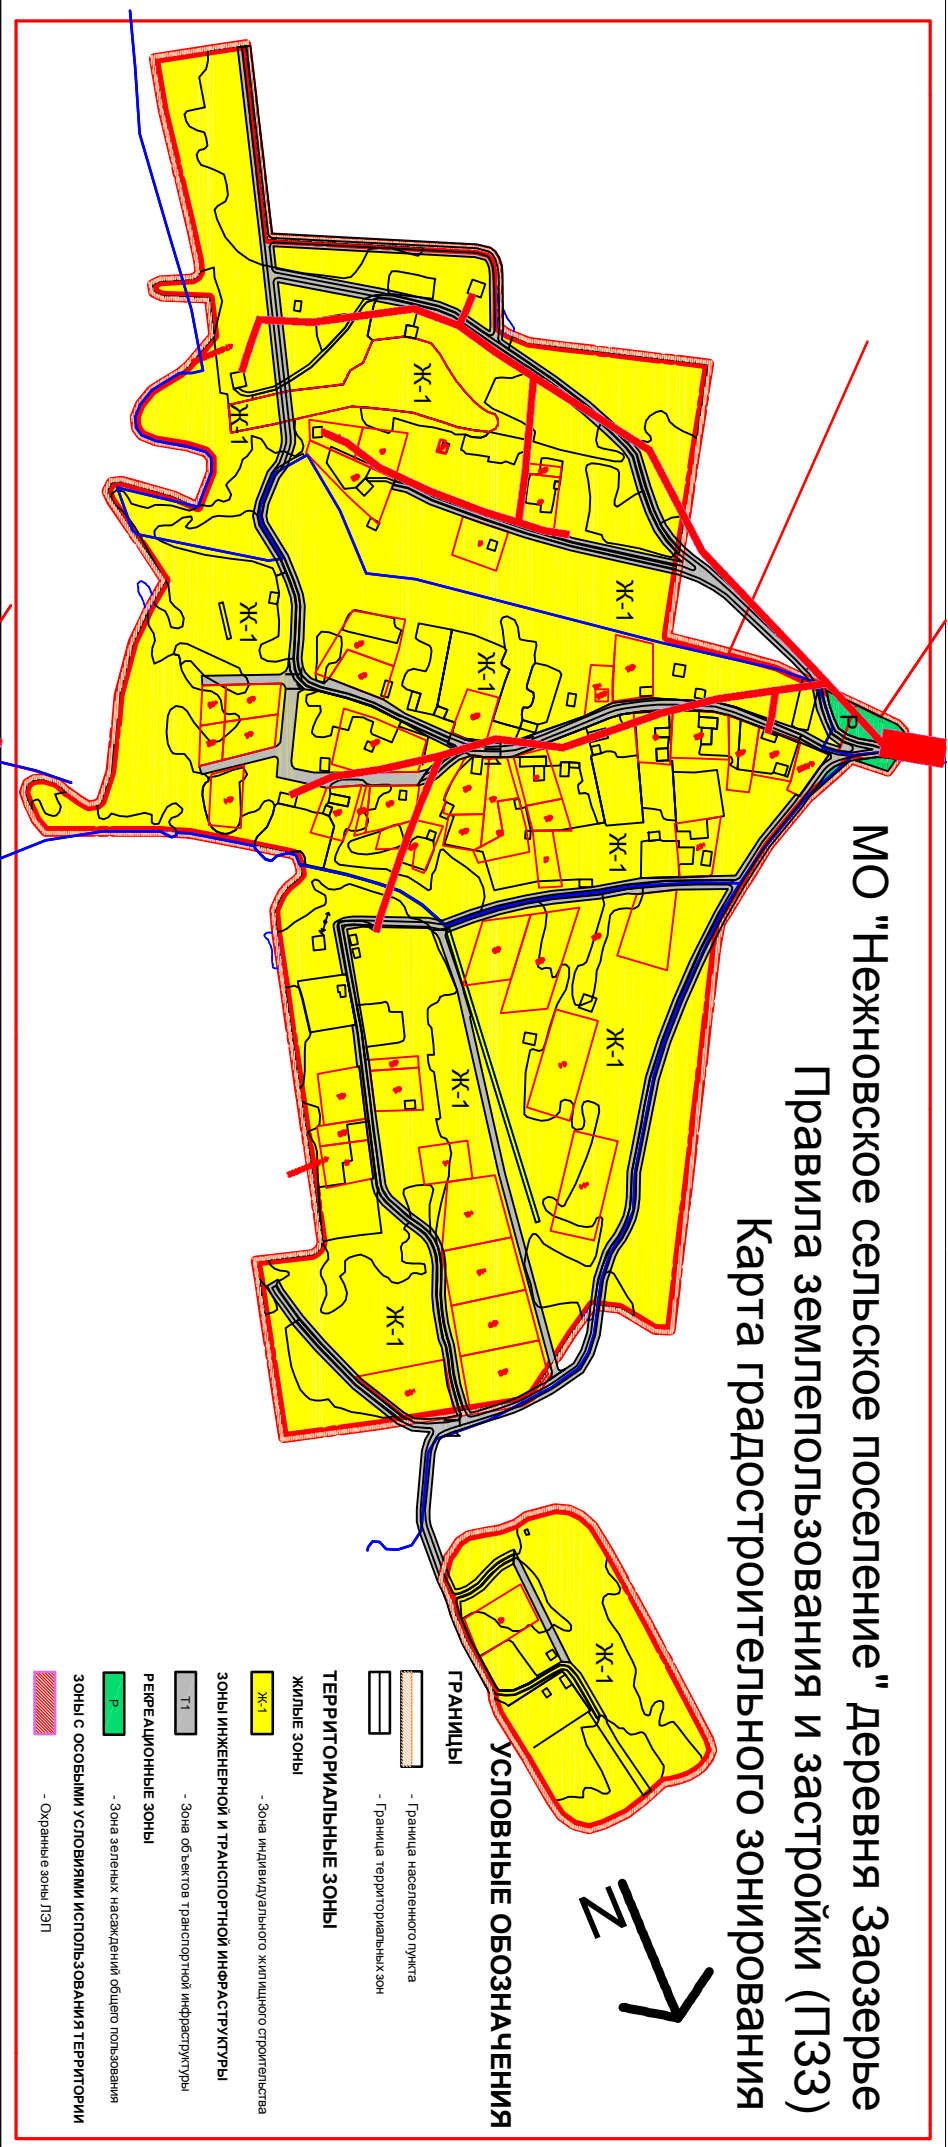 МО "Нежновское сельское поселение" деревня Заозерье
Правила землепользования и застройки (ПЗЗ)
Карта градостроительного зонирования
Ж-1
Ж-1
Ж-1
Ж-1
Ж-1
Т1
Р
Ж-1
Ж-1
Ж-1
Ж-1
Ж-1
N
УСЛОВНЫЕ ОБОЗНАЧЕНИЯ
ГРАНИЦЫ
- Граница населенного пункта
- Граница территориальных зон
ТЕРРИТОРИАЛЬНЫЕ ЗОНЫ
ЖИЛЫЕ ЗОНЫ
Ж-1 - Зона индивидуального жилищного строительства
ЗОНЫ ИНЖЕНЕРНОЙ И ТРАНСПОРТНОЙ ИНФРАСТРУКТУРЫ
Т1 - Зона объектов транспортной инфраструктуры
РЕКРЕАЦИОННЫЕ ЗОНЫ
Р - Зона зеленых насаждений общего пользования
ЗОНЫ С ОСОБЫМИ УСЛОВИЯМИ ИСПОЛЬЗОВАНИЯ ТЕРРИТОРИИ
- Охранные зоны ЛЭП